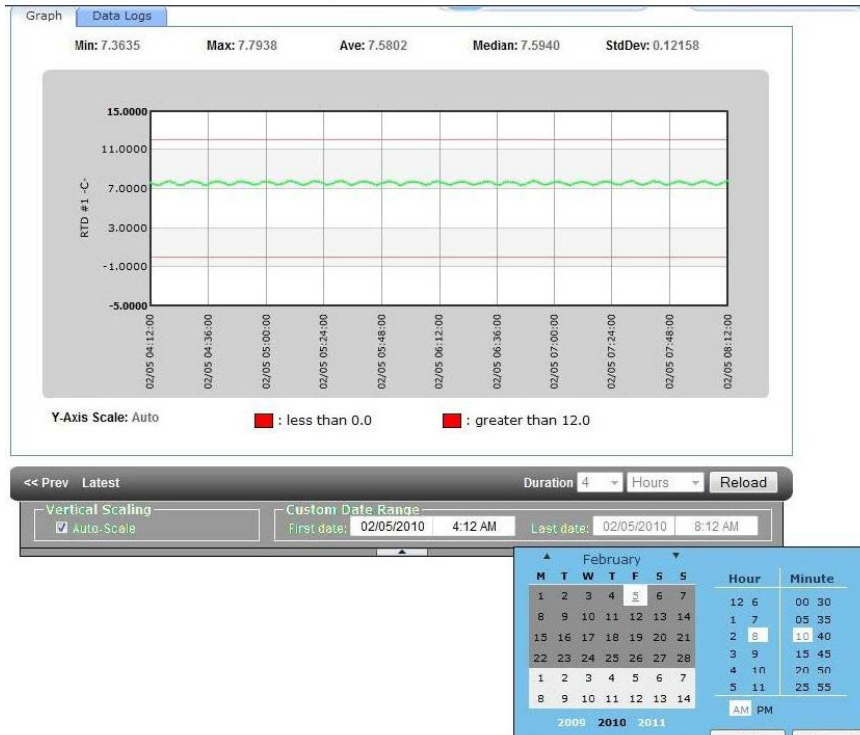 Graph Data Logs
Min: 7.3635 Max: 7.7938 Ave: 7.5802 Median: 7.5940 StdDev: 0.12158
15.0000
11.0000
7.0000
3.0000
-1.0000
-5.0000
RTD #1 -C-
02/05 04:12:00
02/05 04:36:00
02/05 05:00:00
02/05 05:24:00
02/05 05:48:00
02/05 06:12:00
02/05 06:36:00
02/05 07:00:00
02/05 07:24:00
02/05 07:48:00
02/05 08:12:00
Y-Axis Scale: Auto : less than 0.0 : greater than 12.0
<< Prev Latest Duration 4 Hours Reload
Vertical Scaling
Auto-Scale
Custom Date Range
First date: 02/05/2010 4:12 AM Last date: 02/05/2010 8:12 AM
February
M T W T F S S
1 2 3 4 5 6 7
8 9 10 11 12 13 14
15 16 17 18 19 20 21
22 23 24 25 26 27 28
1 2 3 4 5 6 7
8 9 10 11 12 13 14
2009 2010 2011
Hour Minute
12 6 00 30
1 7 05 35
2 8 10 40
3 9 15 45
4 10 20 50
5 11 25 55
AM PM